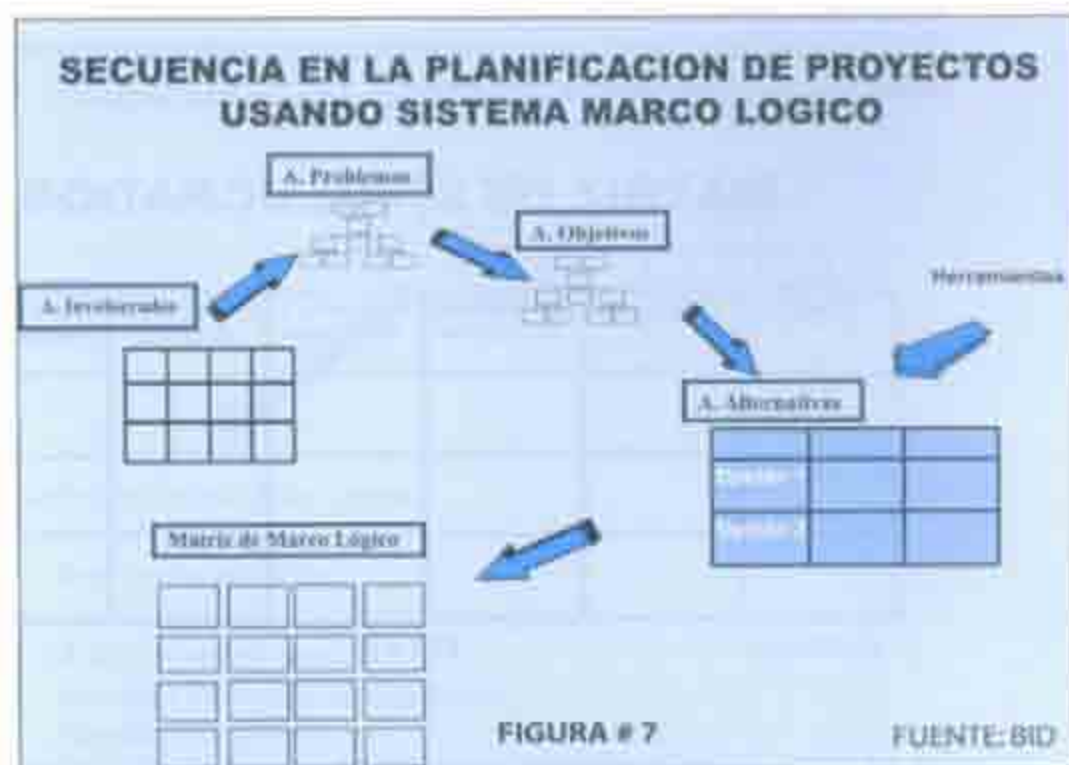 SECUENCIA EN LA PLANIFICACION DE PROYECTOS
USANDO SISTEMA MARCO LOGICO
A. Problemas
A. Objetivos
Herramientas
A. Involucrados
A. Alternativas
Matriz de Marco Lógico
FIGURA # 7
FUENTE: BID